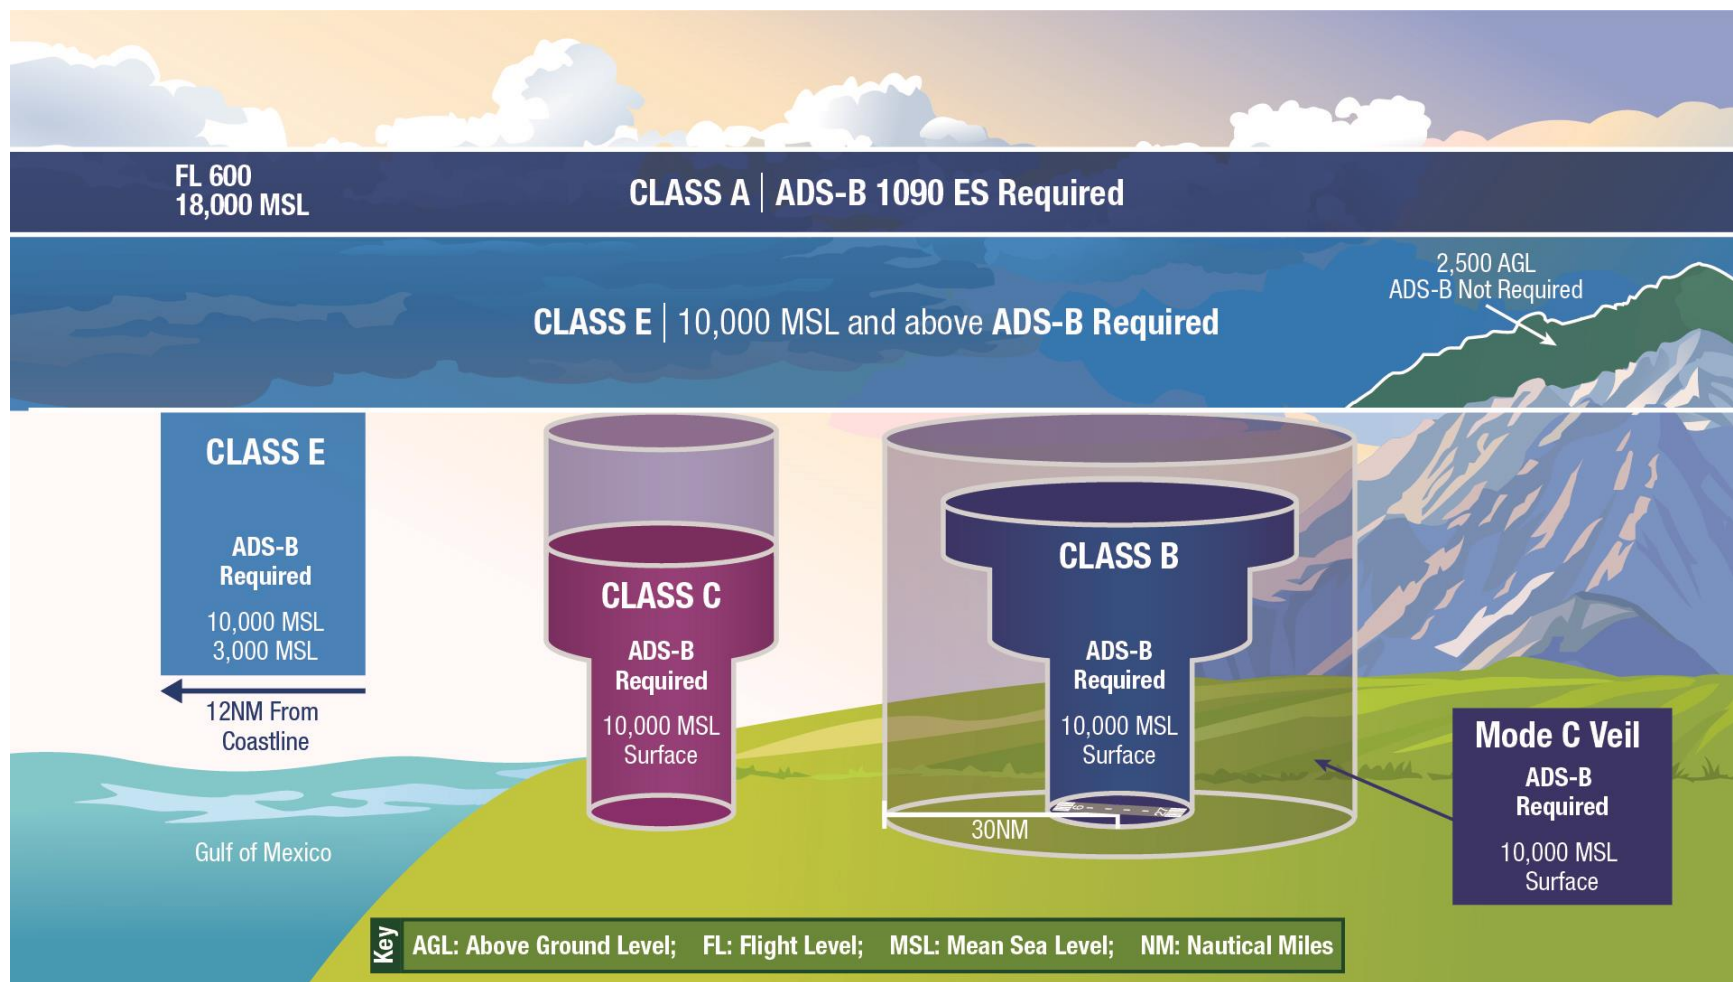 FL 600
18,000 MSL
CLASS A | ADS-B 1090 ES Required
2,500 AGL
ADS-B Not Required
CLASS E | 10,000 MSL and above ADS-B Required
CLASS E
ADS-B
Required
10,000 MSL
3,000 MSL
12NM From
Coastline
Gulf of Mexico
CLASS C
ADS-B
Required
10,000 MSL
Surface
CLASS B
ADS-B
Required
10,000 MSL
Surface
30NM
Mode C Veil
ADS-B
Required
10,000 MSL
Surface
Key
AGL: Above Ground Level; FL: Flight Level; MSL: Mean Sea Level; NM: Nautical Miles